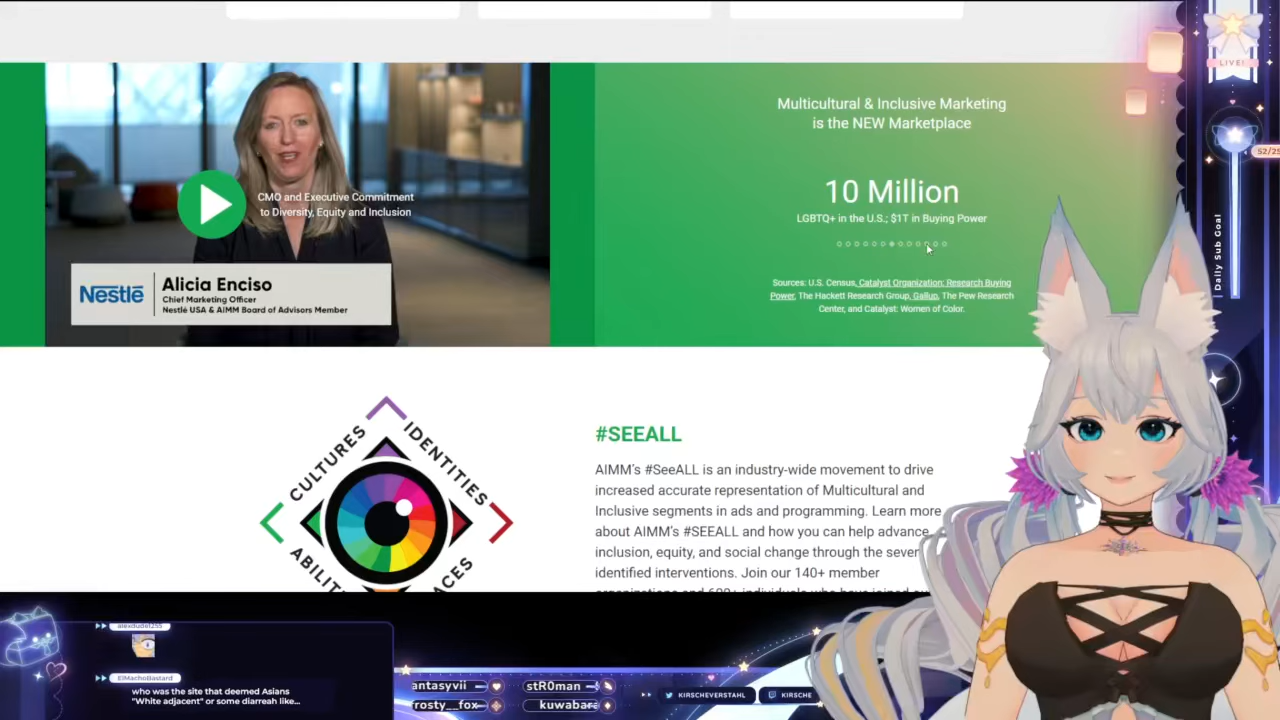 LIVE!
CMO and Executive Commitment
to Diversity, Equity and Inclusion
Nestlé
Alicia Enciso
Chief Marketing Officer
Nestlé USA & AIMM Board of Advisors Member
Multicultural & Inclusive Marketing
is the NEW Marketplace
10 Million
LGBTQ+ in the U.S.; $1T in Buying Power
Sources: U.S. Census, Catalyst Organization; Research Buying
Power, The Hackett Research Group, Gallup, The Pew Research
Center, and Catalyst: Women of Color.
52/25
Daily Sub Goal
CULTURES
IDENTITIES
#SEEALL
AIMM's #SeeALL is an industry-wide movement to drive
increased accurate representation of Multicultural and
Inclusive segments in ads and programming. Learn more
about AIMM's #SEEALL and how you can help advance
inclusion, equity, and social change through the seven
identified interventions. Join our 140+ member
alexdude1255
ElMachoBastard
who was the site that deemed Asians
"White adjacent" or some diarreah like...
antasyvii
stR0man
rosty__fox
kuwabara
KIRSCHEVERSTAHL
KIRSCHE